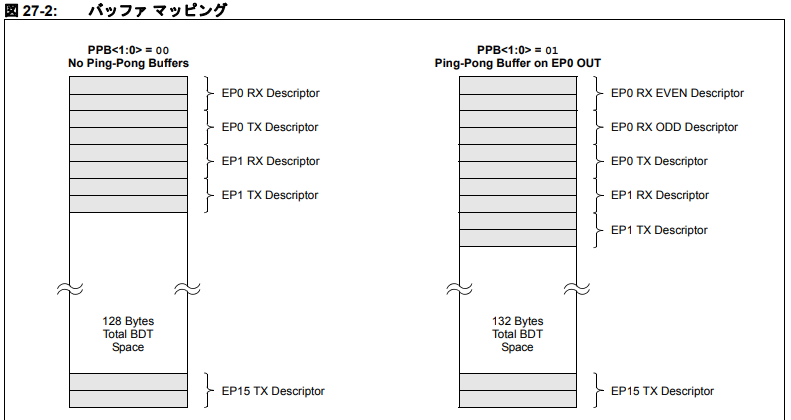 図 27-2: バッファ マッピング
PPB<1:0> = 00
No Ping-Pong Buffers
EP0 RX Descriptor
EP0 TX Descriptor
EP1 RX Descriptor
EP1 TX Descriptor
128 Bytes
Total BDT
Space
EP15 TX Descriptor
PPB<1:0> = 01
Ping-Pong Buffer on EP0 OUT
EP0 RX EVEN Descriptor
EP0 RX ODD Descriptor
EP0 TX Descriptor
EP1 RX Descriptor
EP1 TX Descriptor
132 Bytes
Total BDT
Space
EP15 TX Descriptor